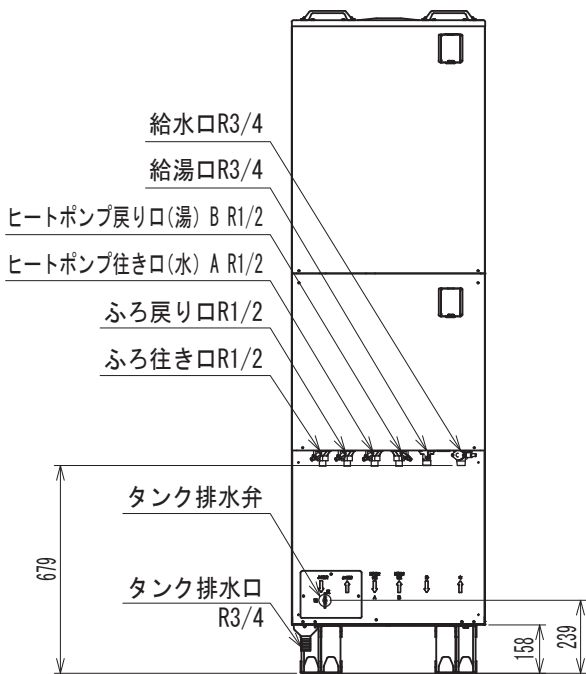 給水口R3/4
給湯口R3/4
ヒートポンプ戻り口(湯) B R1/2
ヒートポンプ往き口(水) A R1/2
ふろ戻り口R1/2
ふろ往き口R1/2
タンク排水弁
タンク排水口
R3/4
679
158
239
A
B